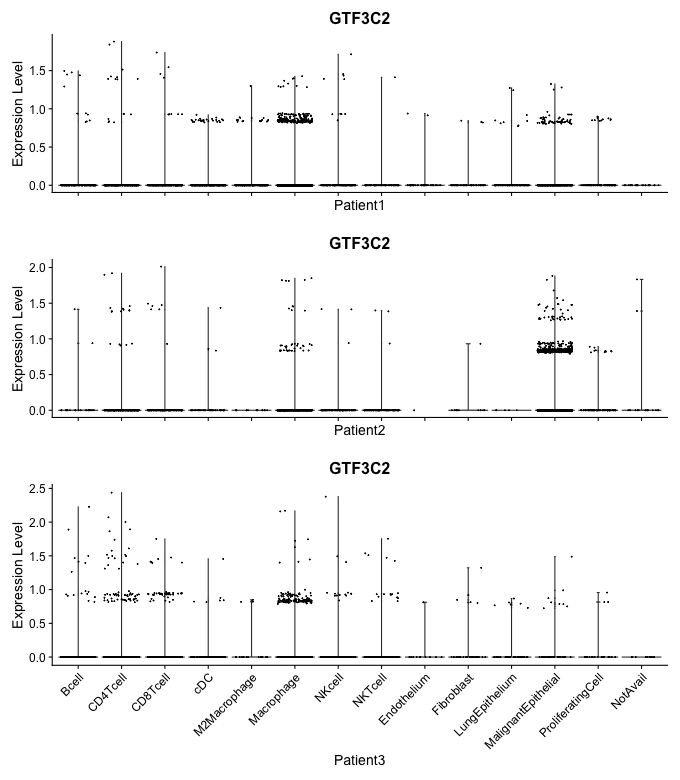 GTF3C2
Expression Level
1.5
1.0
0.5
0.0
Patient1
GTF3C2
Expression Level
2.0
1.5
1.0
0.5
0.0
Patient2
GTF3C2
Expression Level
2.5
2.0
1.5
1.0
0.5
0.0
Bcell
CD4Tcell
CD8Tcell
cDC
M2Macrophage
Macrophage
NKcell
NKTcell
Endothelium
Fibroblast
LungEpithelium
MalignantEpithelial
ProliferatingCell
NotAvail
Patient3